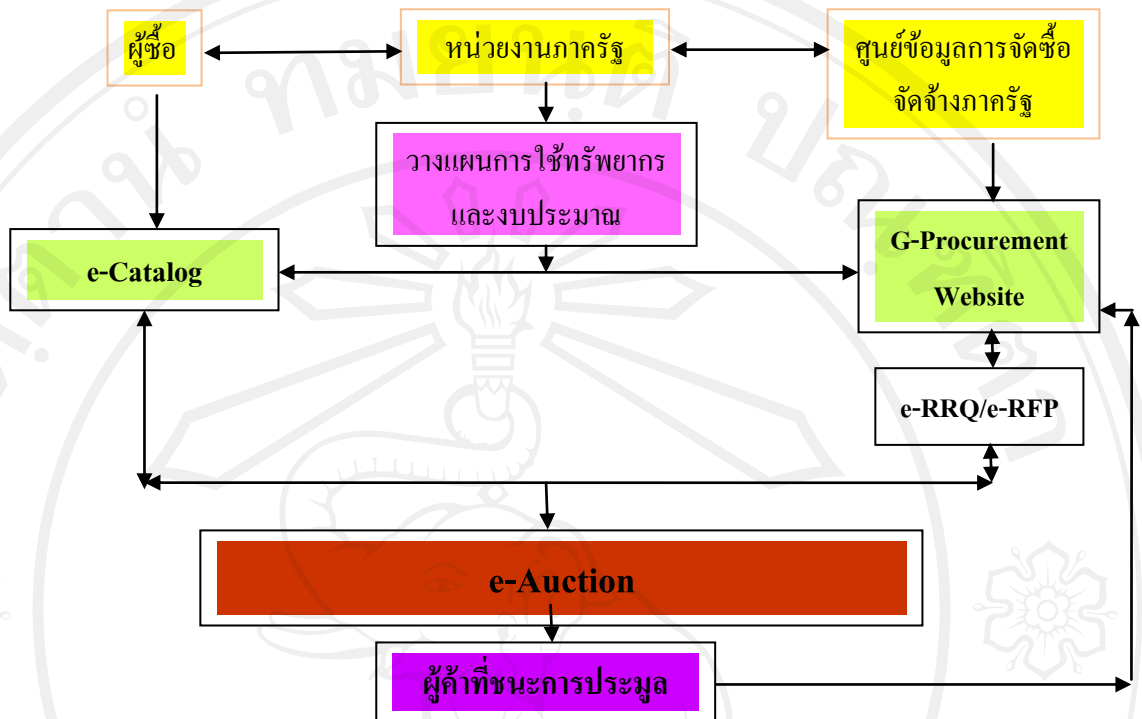 ผู้ซื้อ
หน่วยงานภาครัฐ
ศูนย์ข้อมูลการจัดซื้อ
จัดจ้างภาครัฐ
วางแผนการใช้ทรัพยากร
และงบประมาณ
e-Catalog
G-Procurement
Website
e-RRQ/e-RFP
e-Auction
ผู้ค้าที่ชนะการประมูล